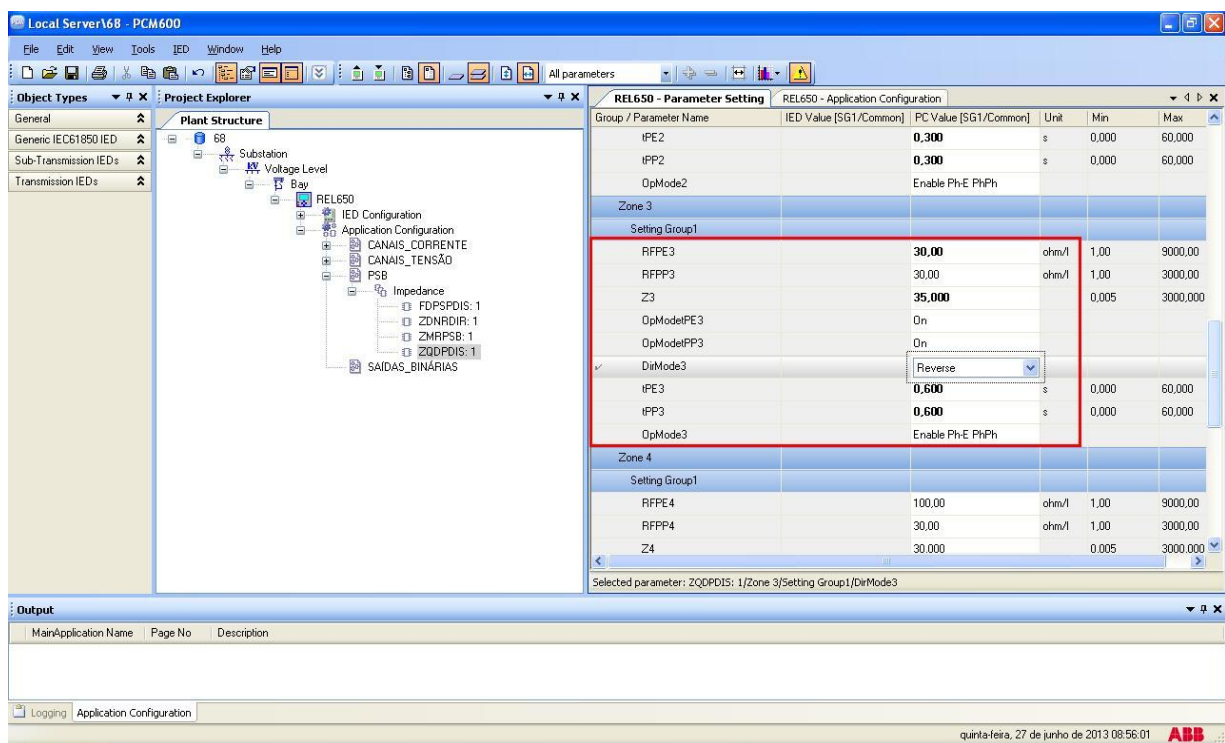 Local Server\68 - PCM600
File Edit View Tools IED Window Help
All parameters
Object Types
General
Generic IEC61850 IED
Sub-Transmission IEDs
Transmission IEDs
Project Explorer
Plant Structure
68
Substation
Voltage Level
Bay
REL650
IED Configuration
Application Configuration
CANAIS_CORRENTE
CANAIS_TENSÃO
PSB
Impedance
FDPSPDIS: 1
ZDNRDIR: 1
ZMRPSB: 1
ZQDPDIS: 1
SAÍDAS_BINÁRIAS
REL650 - Parameter Setting REL650 - Application Configuration
Group / Parameter Name IED Value [SG1/Common] PC Value [SG1/Common] Unit Min Max
tPE2 0,300 s 0,000 60,000
tPP2 0,300 s 0,000 60,000
OpMode2 Enable Ph-E PhPh
Zone 3
Setting Group1
RFPE3 30,00 ohm/l 1,00 9000,00
RFPP3 30,00 ohm/l 1,00 3000,00
Z3 35,000 0,005 3000,000
OpModetPE3 On
OpModetPP3 On
DirMode3 Reverse
tPE3 0,600 s 0,000 60,000
tPP3 0,600 s 0,000 60,000
OpMode3 Enable Ph-E PhPh
Zone 4
Setting Group1
RFPE4 100,00 ohm/l 1,00 9000,00
RFPP4 30,00 ohm/l 1,00 3000,00
Z4 30,000 0,005 3000,000
Selected parameter: ZQDPDIS: 1/Zone 3/Setting Group1/DirMode3
Output
MainApplication Name Page No Description
Logging Application Configuration
quinta-feira, 27 de junho de 2013 08:56:01 ABB